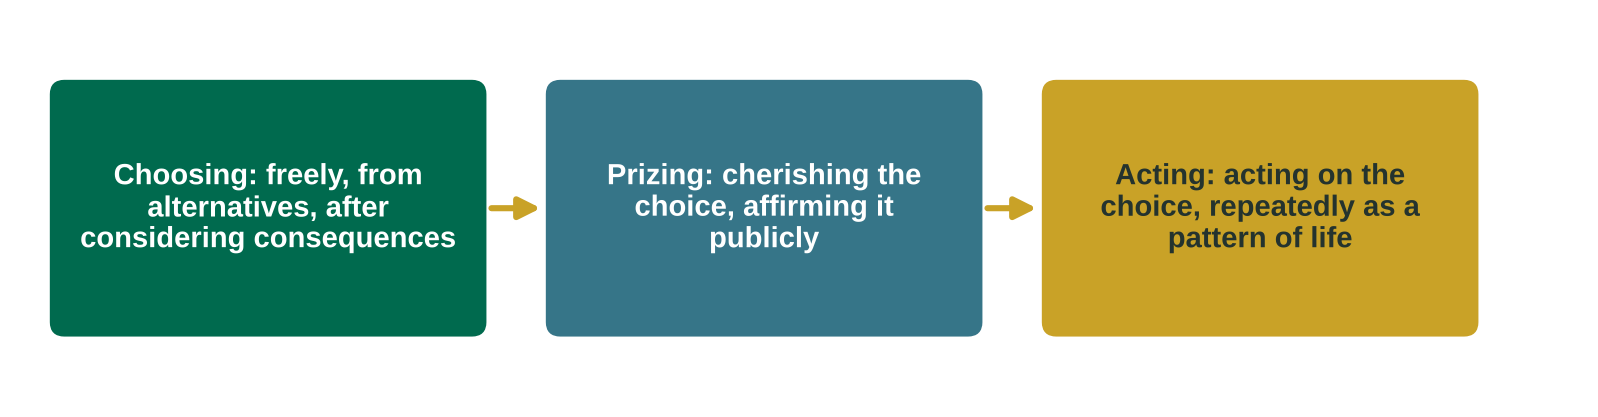 Choosing: freely, from
alternatives, after
considering consequences
Prizing: cherishing the
choice, affirming it
publicly
Acting: acting on the
choice, repeatedly as a
pattern of life